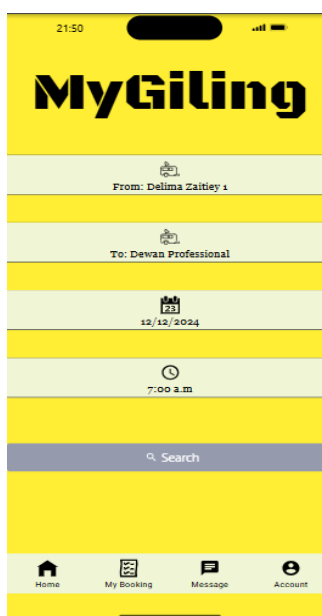 21:50
MyGiling
From: Delima Zaitiey 1
To: Dewan Professional
23
12/12/2024
7:00 a.m
Search
Home My Booking Message Account